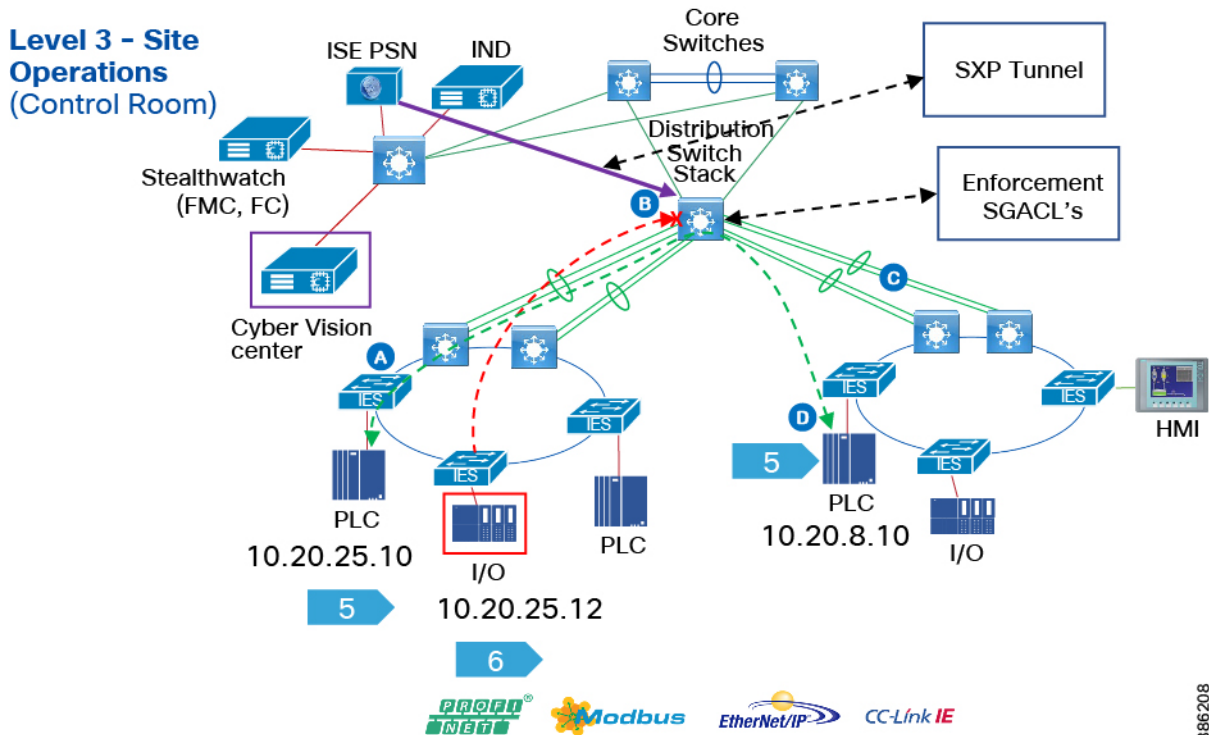 Level 3 - Site
Operations
(Control Room)
ISE PSN
IND
Core
Switches
SXP Tunnel
Stealthwatch
(FMC, FC)
Distribution
Switch
Stack
Enforcement
SGACL's
B
C
Cyber Vision
center
A
IES
IES
IES
IES
IES
IES
HMI
D
5
PLC
10.20.25.10
5
I/O
10.20.25.12
6
PLC
PLC
10.20.8.10
I/O
PROFI
NET®
Modbus
EtherNet/IP
CC-Link IE
386208